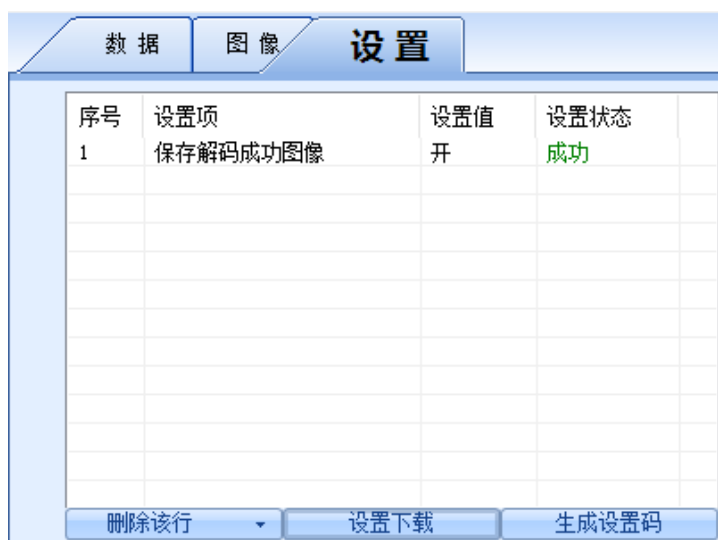 数据 图像 设置
序号 设置项 设置值 设置状态
1 保存解码成功图像 开 成功
删除该行 设置下载 生成设置码